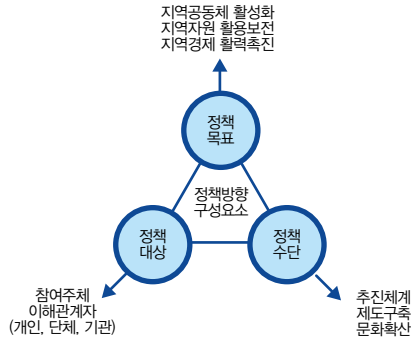 지역공동체 활성화
지역자원 활용보전
지역경제 활력촉진
정책
목표
정책방향
구성요소
정책
대상
정책
수단
참여주체
이해관계자
(개인, 단체, 기관)
추진체계
제도구축
문화확산